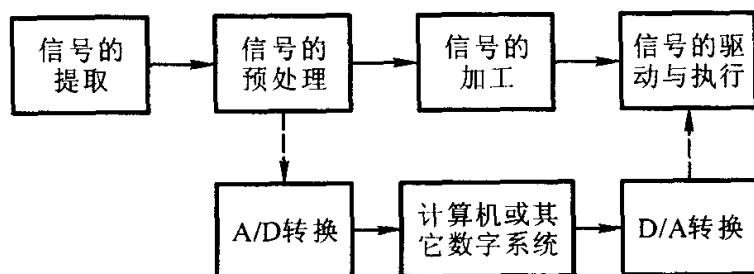 信号的
提取
信号的
预处理
信号的
加工
信号的驱
动与执行
A/D转换
计算机或其
它数字系统
D/A转换